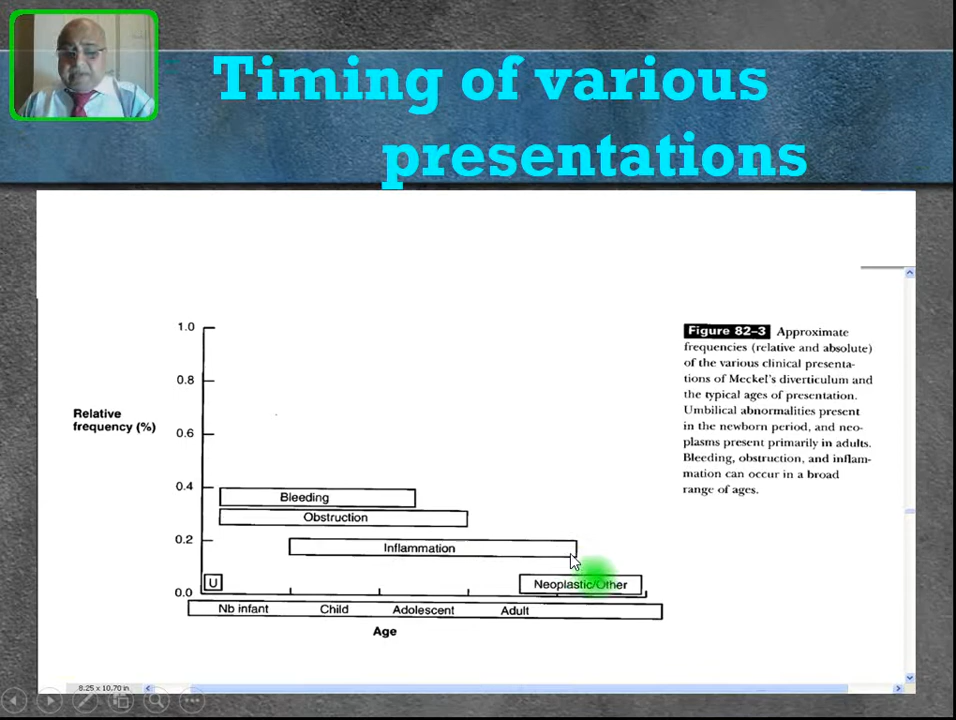 Timing of various
presentations
Figure 82–3 Approximate
frequencies (relative and absolute)
of the various clinical presenta-
tions of Meckel's diverticulum and
the typical ages of presentation.
Umbilical abnormalities present
in the newborn period, and neo-
plasms present primarily in adults.
Bleeding, obstruction, and inflam-
mation can occur in a broad
range of ages.
Relative
frequency (%)
1.0
0.8
0.6
0.4
0.2
0.0
Bleeding
Obstruction
Inflammation
U
Neoplastic/Other
Nb infant Child Adolescent Adult
Age
8.25 x 10.70 in